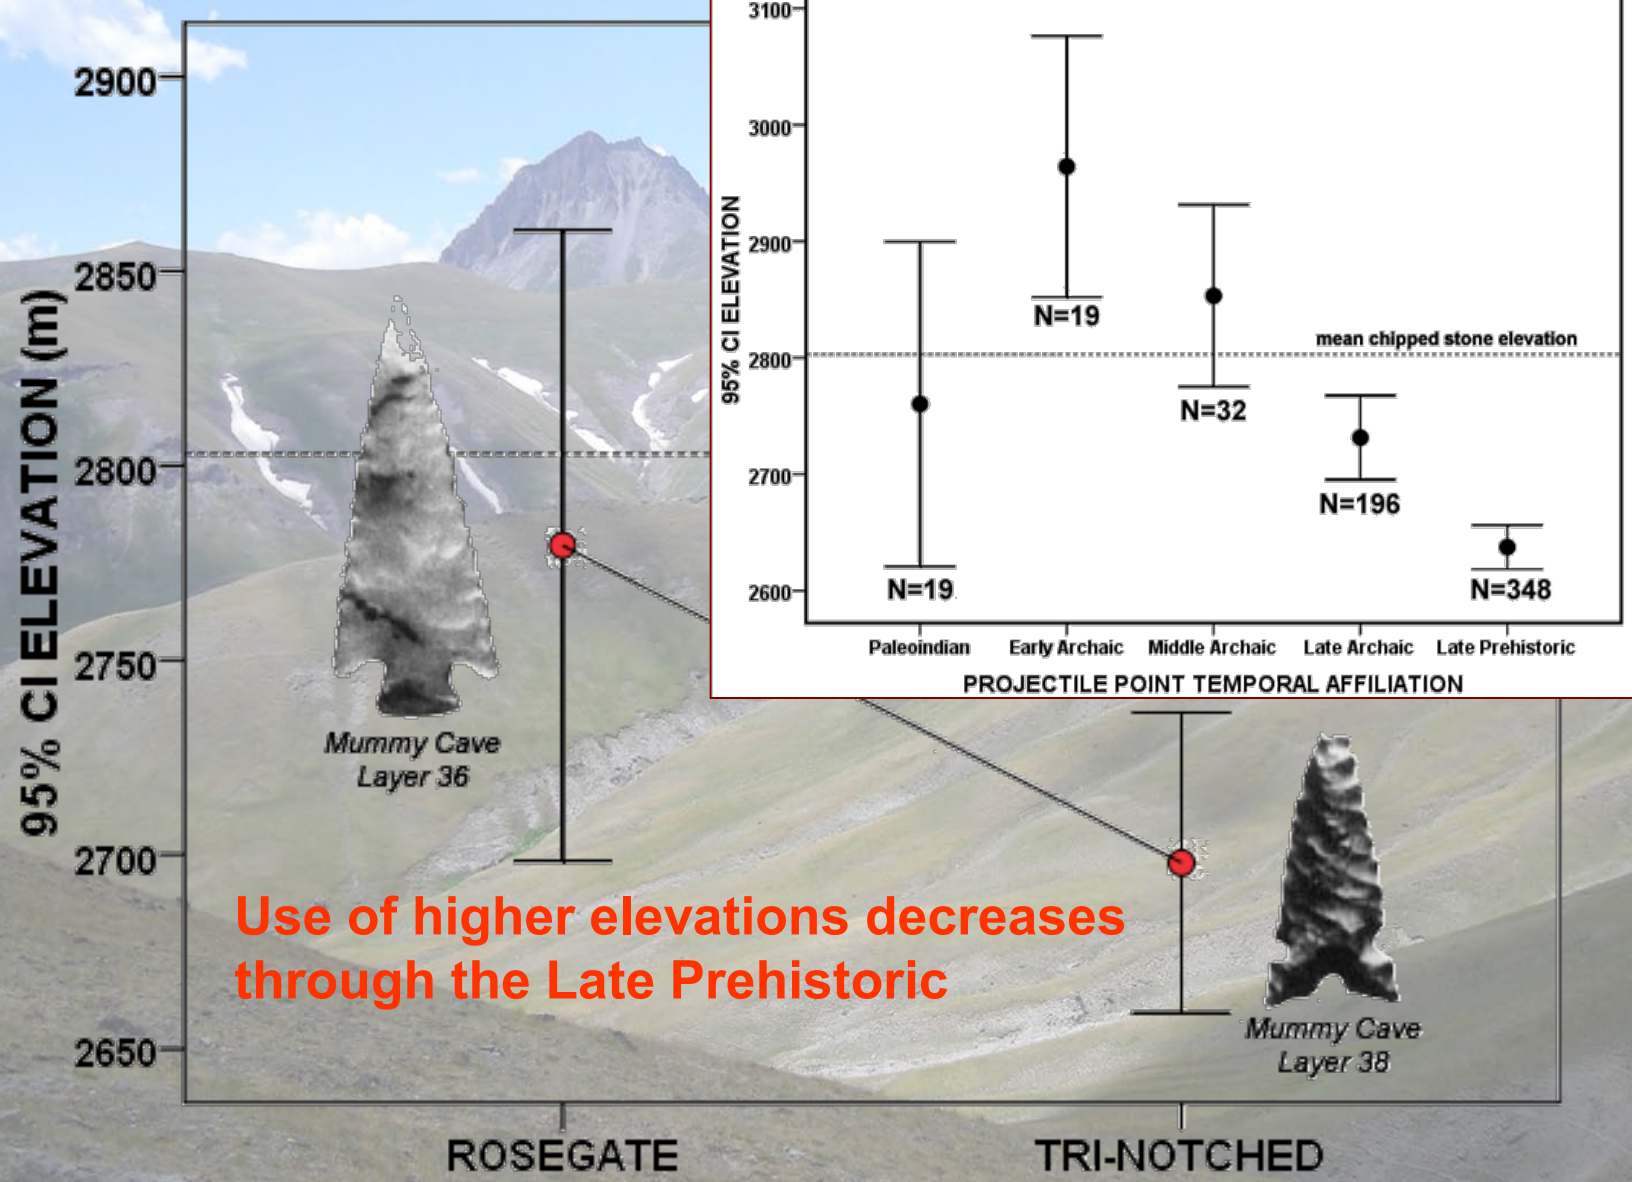 95% CI ELEVATION (m)
2900
2850
2800
2750
2700
2650
Mummy Cave
Layer 36
Use of higher elevations decreases
through the Late Prehistoric
Mummy Cave
Layer 38
ROSEGATE
TRI-NOTCHED
95% CI ELEVATION
3100
3000
2900
2800
2700
2600
mean chipped stone elevation
N=19
N=19
N=32
N=196
N=348
Paleoindian
Early Archaic
Middle Archaic
Late Archaic
Late Prehistoric
PROJECTILE POINT TEMPORAL AFFILIATION